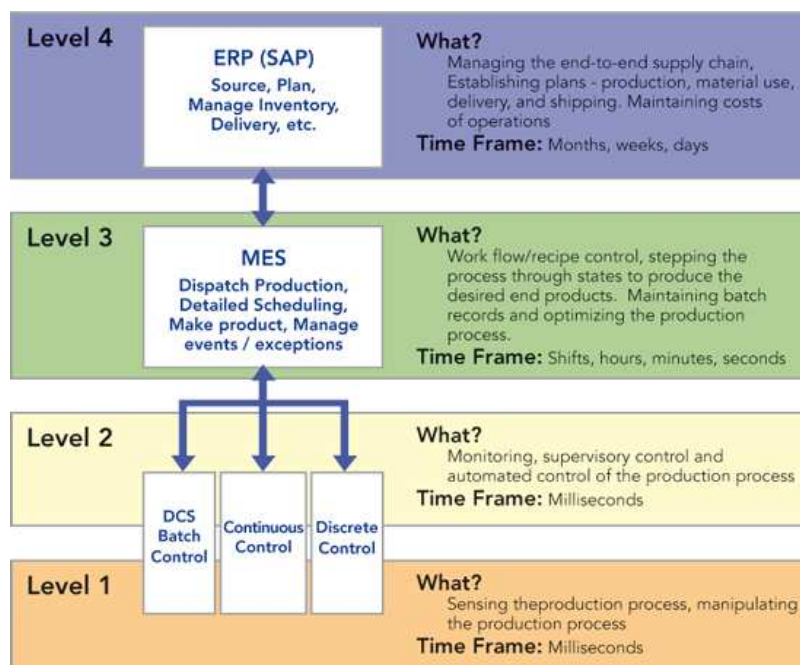 Level 4
ERP (SAP)
Source, Plan,
Manage Inventory,
Delivery, etc.
What?
Managing the end-to-end supply chain,
Establishing plans - production, material use,
delivery, and shipping. Maintaining costs
of operations
Time Frame: Months, weeks, days
Level 3
MES
Dispatch Production,
Detailed Scheduling,
Make product, Manage
events / exceptions
What?
Work flow/recipe control, stepping the
process through states to produce the
desired end products. Maintaining batch
records and optimizing the production
process.
Time Frame: Shifts, hours, minutes, seconds
Level 2
What?
Monitoring, supervisory control and
automated control of the production process
Time Frame: Milliseconds
DCS
Batch
Control
Continuous
Control
Discrete
Control
Level 1
What?
Sensing theproduction process, manipulating
the production process
Time Frame: Milliseconds